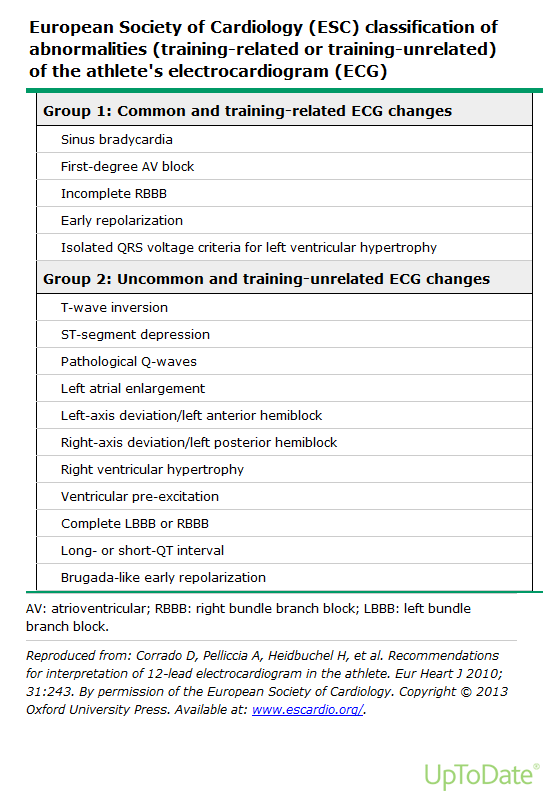 European Society of Cardiology (ESC) classification of
abnormalities (training-related or training-unrelated)
of the athlete's electrocardiogram (ECG)
Group 1: Common and training-related ECG changes
Sinus bradycardia
First-degree AV block
Incomplete RBBB
Early repolarization
Isolated QRS voltage criteria for left ventricular hypertrophy
Group 2: Uncommon and training-unrelated ECG changes
T-wave inversion
ST-segment depression
Pathological Q-waves
Left atrial enlargement
Left-axis deviation/left anterior hemiblock
Right-axis deviation/left posterior hemiblock
Right ventricular hypertrophy
Ventricular pre-excitation
Complete LBBB or RBBB
Long- or short-QT interval
Brugada-like early repolarization
AV: atrioventricular; RBBB: right bundle branch block; LBBB: left bundle
branch block.
Reproduced from: Corrado D, Pelliccia A, Heidbuchel H, et al. Recommendations
for interpretation of 12-lead electrocardiogram in the athlete. Eur Heart J 2010;
31:243. By permission of the European Society of Cardiology. Copyright © 2013
Oxford University Press. Available at: www.escardio.org/.
UpToDate®